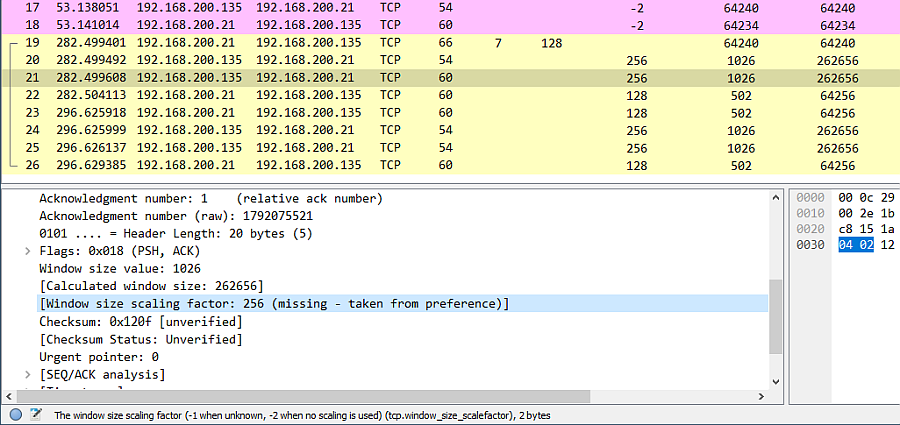 17 53.138051 192.168.200.135 192.168.200.21 TCP 54 -2 64240 64240
18 53.141014 192.168.200.21 192.168.200.135 TCP 60 -2 64234 64234
19 282.499401 192.168.200.21 192.168.200.135 TCP 66 7 128 64240 64240
20 282.499492 192.168.200.135 192.168.200.21 TCP 54 256 1026 262656
21 282.499608 192.168.200.135 192.168.200.21 TCP 60 256 1026 262656
22 282.504113 192.168.200.21 192.168.200.135 TCP 60 128 502 64256
23 296.625918 192.168.200.21 192.168.200.135 TCP 60 128 502 64256
24 296.625999 192.168.200.135 192.168.200.21 TCP 54 256 1026 262656
25 296.626137 192.168.200.135 192.168.200.21 TCP 54 256 1026 262656
26 296.629385 192.168.200.21 192.168.200.135 TCP 60 128 502 64256
Acknowledgment number: 1 (relative ack number)
Acknowledgment number (raw): 1792075521
0101 .... = Header Length: 20 bytes (5)
Flags: 0x018 (PSH, ACK)
Window size value: 1026
[Calculated window size: 262656]
[Window size scaling factor: 256 (missing - taken from preference)]
Checksum: 0x120f [unverified]
[Checksum Status: Unverified]
Urgent pointer: 0
[SEQ/ACK analysis]
0000 00 0c 29
0010 00 2e 1b
0020 c8 15 1a
0030 04 02 12
The window size scaling factor (-1 when unknown, -2 when no scaling is used) (tcp.window_size_scalefactor), 2 bytes